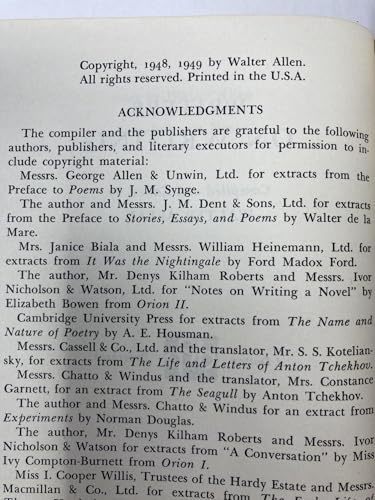 Copyright, 1948, 1949 by Walter Allen.
All rights reserved. Printed in the U.S.A.
ACKNOWLEDGMENTS
The compiler and the publishers are grateful to the following
authors, publishers, and literary executors for permission to in-
clude copyright material:
Messrs. George Allen & Unwin, Ltd. for extracts from the
Preface to Poems by J. M. Synge.
The author and Messrs. J. M. Dent & Sons, Ltd. for extracts
from the Preface to Stories, Essays, and Poems by Walter de la
Mare.
Mrs. Janice Biala and Messrs. William Heinemann, Ltd. for
extracts from It Was the Nightingale by Ford Madox Ford.
The author, Mr. Denys Kilham Roberts and Messrs. Ivor
Nicholson & Watson, Ltd. for "Notes on Writing a Novel" by
Elizabeth Bowen from Orion II.
Cambridge University Press for extracts from The Name and
Nature of Poetry by A. E. Housman.
Messrs. Cassell & Co., Ltd. and the translator, Mr. S. S. Kotelian-
sky, for extracts from The Life and Letters of Anton Tchekhov.
Messrs. Chatto & Windus and the translator, Mrs. Constance
Garnett, for an extract from The Seagull by Anton Tchekhov.
The author and Messrs. Chatto & Windus for an extract from
Experiments by Norman Douglas.
The author, Mr. Denys Kilham Roberts and Messrs. Ivor
Nicholson & Watson for extracts from "A Conversation" by Miss
Ivy Compton-Burnett from Orion I.
Miss I. Cooper Willis, Trustees of the Hardy Estate and Messrs.
Macmillan & Co., Ltd. for extracts from